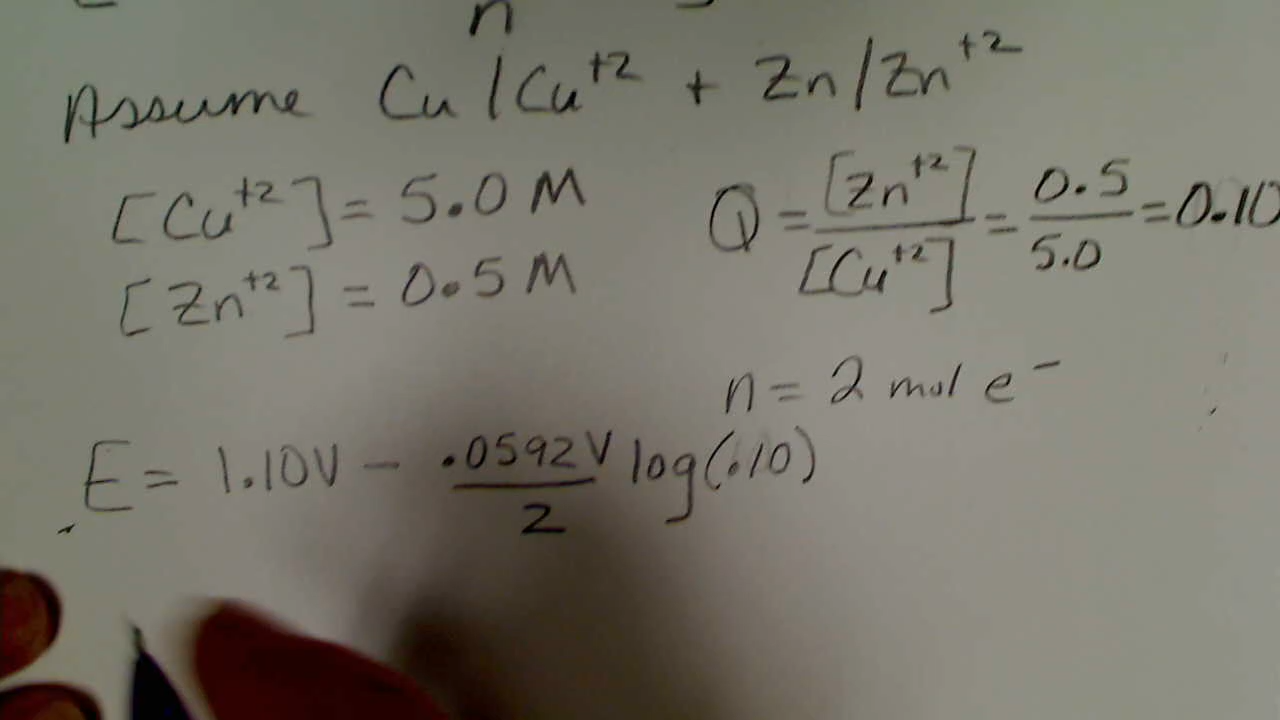 n
Assume Cu/Cu+2 + Zn/Zn+2
[Cu+2] = 5.0 M
[Zn+2] = 0.5 M
Q = [Zn+2]/[Cu+2] = 0.5/5.0 = 0.10
n = 2 mol e-
E = 1.10V - .0592V/2 log(.10)